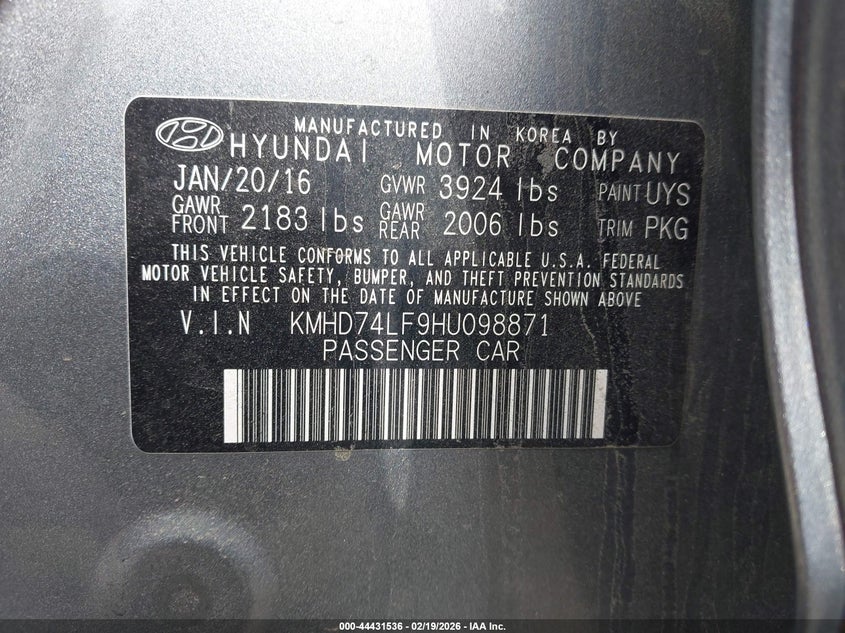 MANUFACTURED IN KOREA BY
HYUNDAI MOTOR COMPANY
JAN/20/16 GVWR 3924 lbs PAINT UYS
GAWR FRONT 2183 lbs GAWR REAR 2006 lbs TRIM PKG
THIS VEHICLE CONFORMS TO ALL APPLICABLE U.S.A. FEDERAL
MOTOR VEHICLE SAFETY, BUMPER, AND THEFT PREVENTION STANDARDS
IN EFFECT ON THE DATE OF MANUFACTURE SHOWN ABOVE
V.I.N KMHD74LF9HU098871
PASSENGER CAR
000-44431536 - 02/19/2026 - IAA Inc.